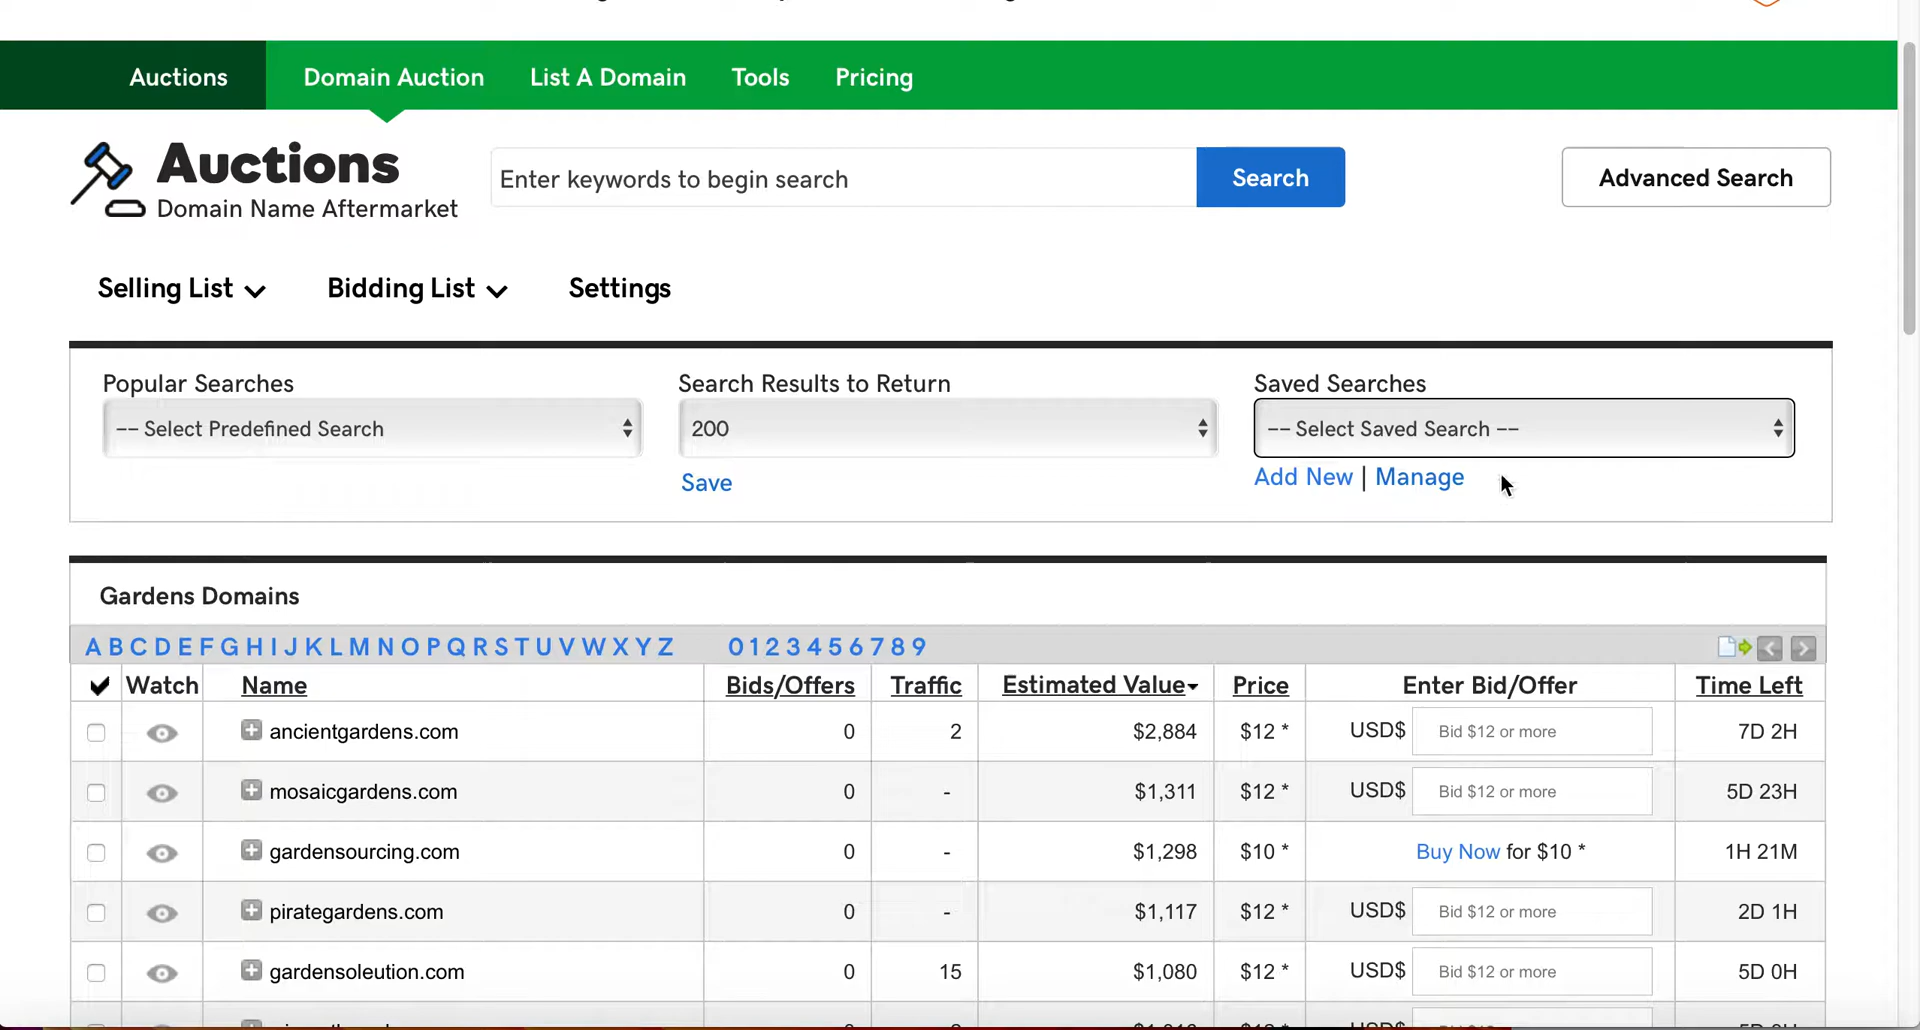 Auctions Domain Auction List A Domain Tools Pricing
Auctions
Domain Name Aftermarket
Enter keywords to begin search Search Advanced Search
Selling List Bidding List Settings
Popular Searches Search Results to Return Saved Searches
-- Select Predefined Search 200 -- Select Saved Search --
Save Add New | Manage
Gardens Domains
A B C D E F G H I J K L M N O P Q R S T U V W X Y Z 0 1 2 3 4 5 6 7 8 9
Watch Name Bids/Offers Traffic Estimated Value Price Enter Bid/Offer Time Left
ancientgardens.com 0 2 $2,884 $12 * USD$ Bid $12 or more 7D 2H
mosaicgardens.com 0 - $1,311 $12 * USD$ Bid $12 or more 5D 23H
gardensourcing.com 0 - $1,298 $10 * Buy Now for $10 * 1H 21M
pirategardens.com 0 - $1,117 $12 * USD$ Bid $12 or more 2D 1H
gardensoleution.com 0 15 $1,080 $12 * USD$ Bid $12 or more 5D 0H